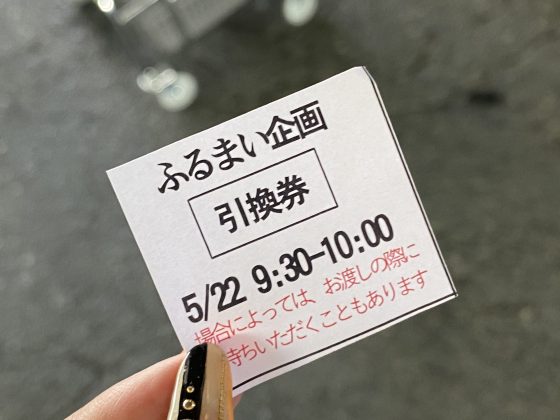 ふるまい企画
引換券
5/22 9:30-10:00
場合によっては お渡しの際に
待ちいただくこともあります